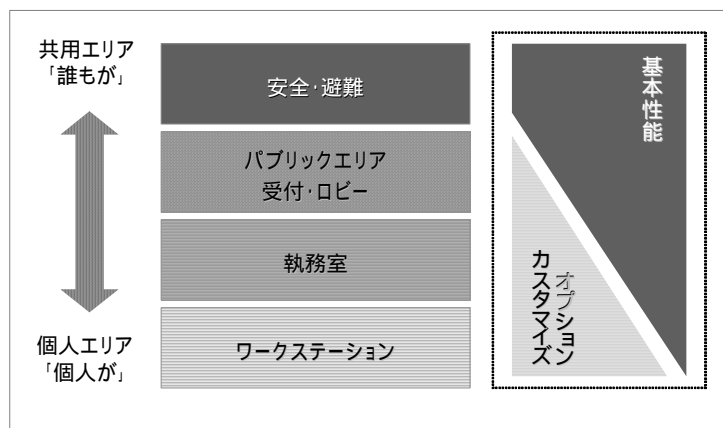 共用エリア
「誰もが」
安全・避難
パブリックエリア
受付・ロビー
執務室
ワークステーション
個人エリア
「個人が」
基本性能
オプション
カスタマイズ